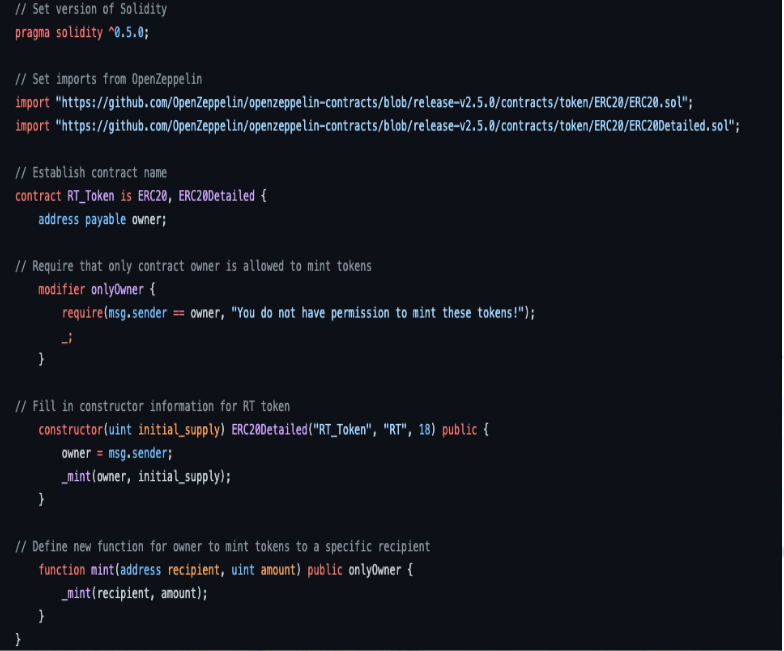 // Set version of Solidity
pragma solidity ^0.5.0;
// Set imports from OpenZeppelin
import "https://github.com/OpenZeppelin/openzeppelin-contracts/blob/release-v2.5.0/contracts/token/ERC20/ERC20.sol";
import "https://github.com/OpenZeppelin/openzeppelin-contracts/blob/release-v2.5.0/contracts/token/ERC20/ERC20Detailed.sol";
// Establish contract name
contract RT_Token is ERC20, ERC20Detailed {
address payable owner;
// Require that only contract owner is allowed to mint tokens
modifier onlyOwner {
require(msg.sender == owner, "You do not have permission to mint these tokens!");
_;
}
// Fill in constructor information for RT token
constructor(uint initial_supply) ERC20Detailed("RT_Token", "RT", 18) public {
owner = msg.sender;
_mint(owner, initial_supply);
}
// Define new function for owner to mint tokens to a specific recipient
function mint(address recipient, uint amount) public onlyOwner {
_mint(recipient, amount);
}
}